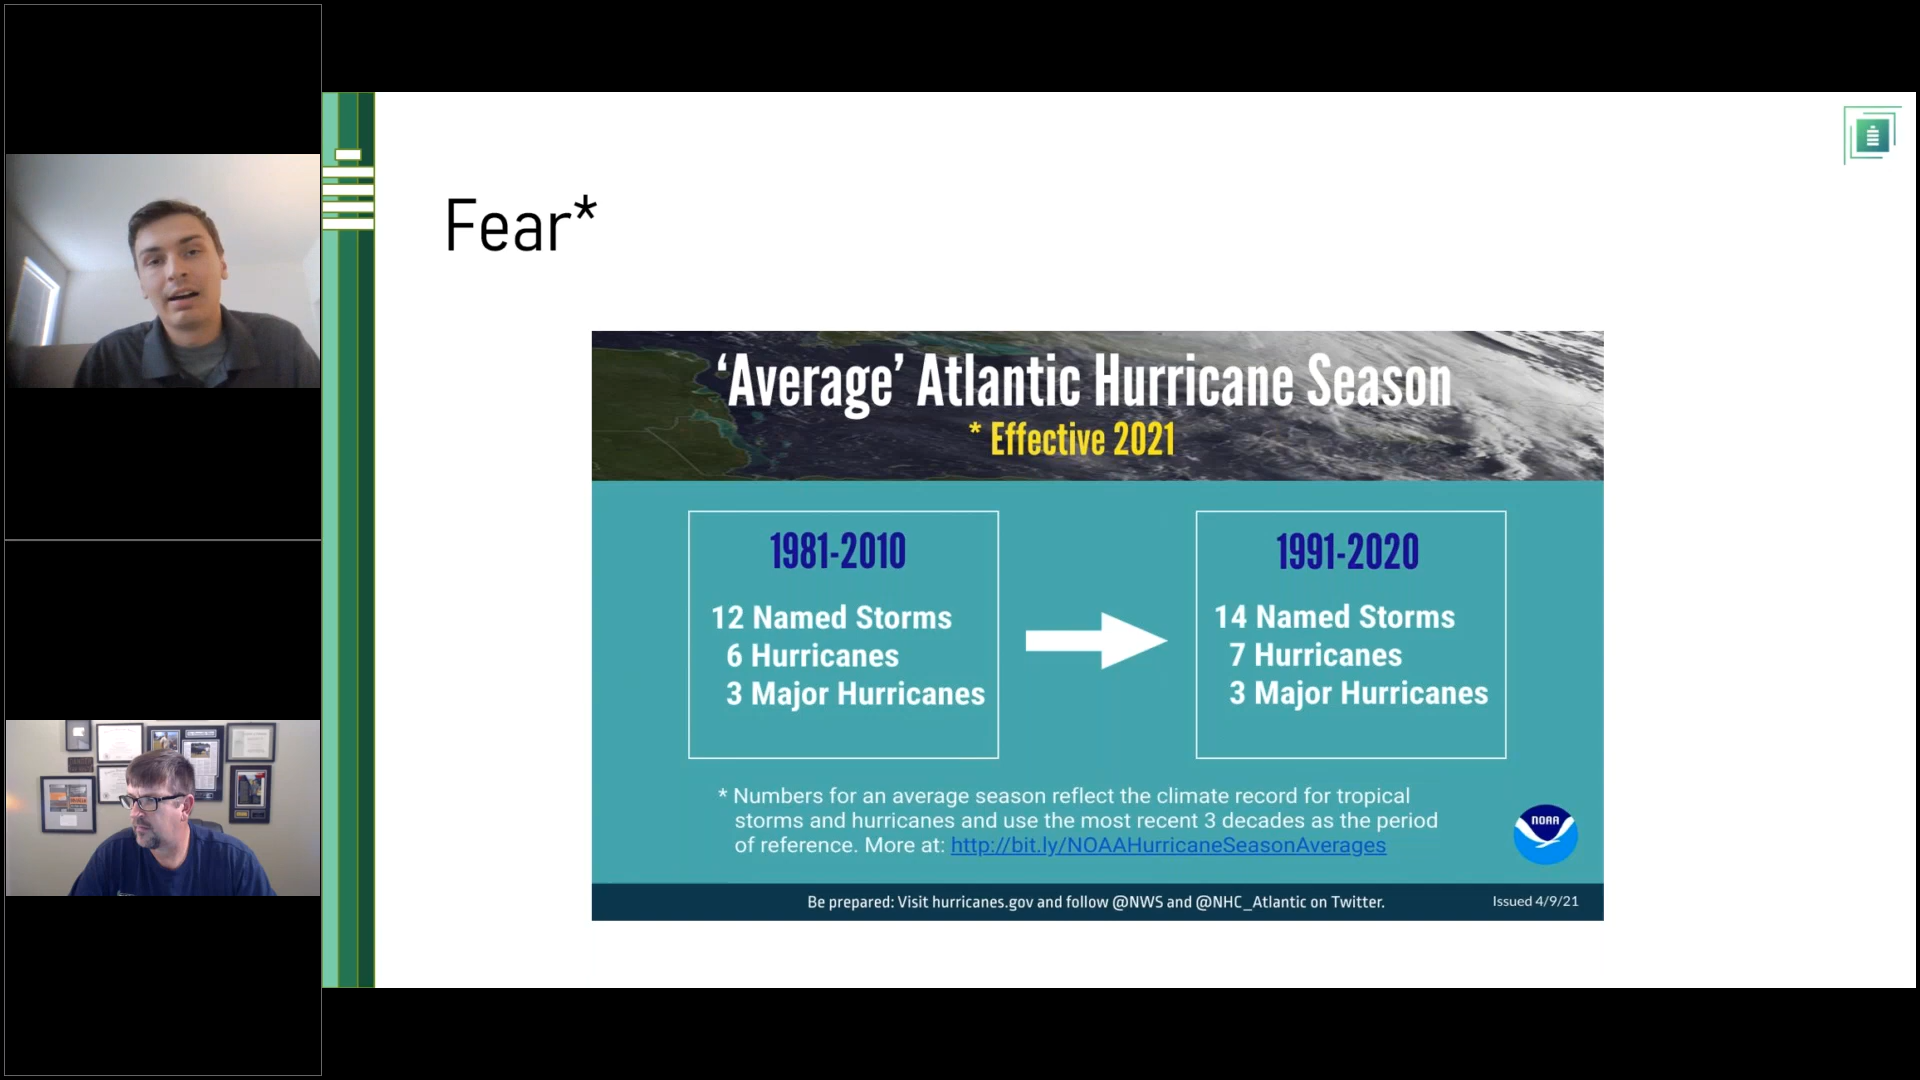 Fear*
‘Average’ Atlantic Hurricane Season
* Effective 2021
1981-2010
12 Named Storms
6 Hurricanes
3 Major Hurricanes
1991-2020
14 Named Storms
7 Hurricanes
3 Major Hurricanes
* Numbers for an average season reflect the climate record for tropical
storms and hurricanes and use the most recent 3 decades as the period
of reference. More at: http://bit.ly/NOAAHurricaneSeasonAverages
NOAA
Be prepared: Visit hurricanes.gov and follow @NWS and @NHC_Atlantic on Twitter.
Issued 4/9/21